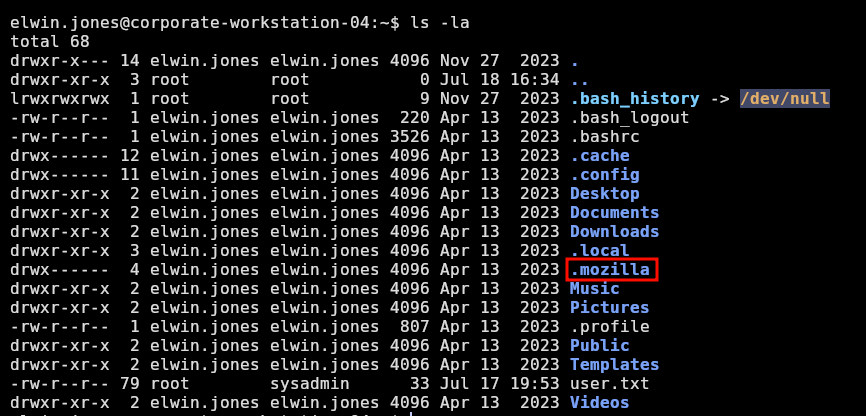 elwin.jones@corporate-workstation-04:~$ ls -la
total 68
drwxr-x--- 14 elwin.jones elwin.jones 4096 Nov 27  2023 .
drwxr-xr-x  3 root        root           0 Jul 18 16:34 ..
lrwxrwxrwx  1 root        root           9 Nov 27  2023 .bash_history -> /dev/null
-rw-r--r--  1 elwin.jones elwin.jones  220 Apr 13  2023 .bash_logout
-rw-r--r--  1 elwin.jones elwin.jones 3526 Apr 13  2023 .bashrc
drwx------ 12 elwin.jones elwin.jones 4096 Apr 13  2023 .cache
drwx------ 11 elwin.jones elwin.jones 4096 Apr 13  2023 .config
drwxr-xr-x  2 elwin.jones elwin.jones 4096 Apr 13  2023 Desktop
drwxr-xr-x  2 elwin.jones elwin.jones 4096 Apr 13  2023 Documents
drwxr-xr-x  2 elwin.jones elwin.jones 4096 Apr 13  2023 Downloads
drwxr-xr-x  3 elwin.jones elwin.jones 4096 Apr 13  2023 .local
drwx------  4 elwin.jones elwin.jones 4096 Apr 13  2023 .mozilla
drwxr-xr-x  2 elwin.jones elwin.jones 4096 Apr 13  2023 Music
drwxr-xr-x  2 elwin.jones elwin.jones 4096 Apr 13  2023 Pictures
-rw-r--r--  1 elwin.jones elwin.jones  807 Apr 13  2023 .profile
drwxr-xr-x  2 elwin.jones elwin.jones 4096 Apr 13  2023 Public
drwxr-xr-x  2 elwin.jones elwin.jones 4096 Apr 13  2023 Templates
-rw-r--r-- 79 root        sysadmin      33 Jul 17 19:53 user.txt
drwxr-xr-x  2 elwin.jones elwin.jones 4096 Apr 13  2023 Videos